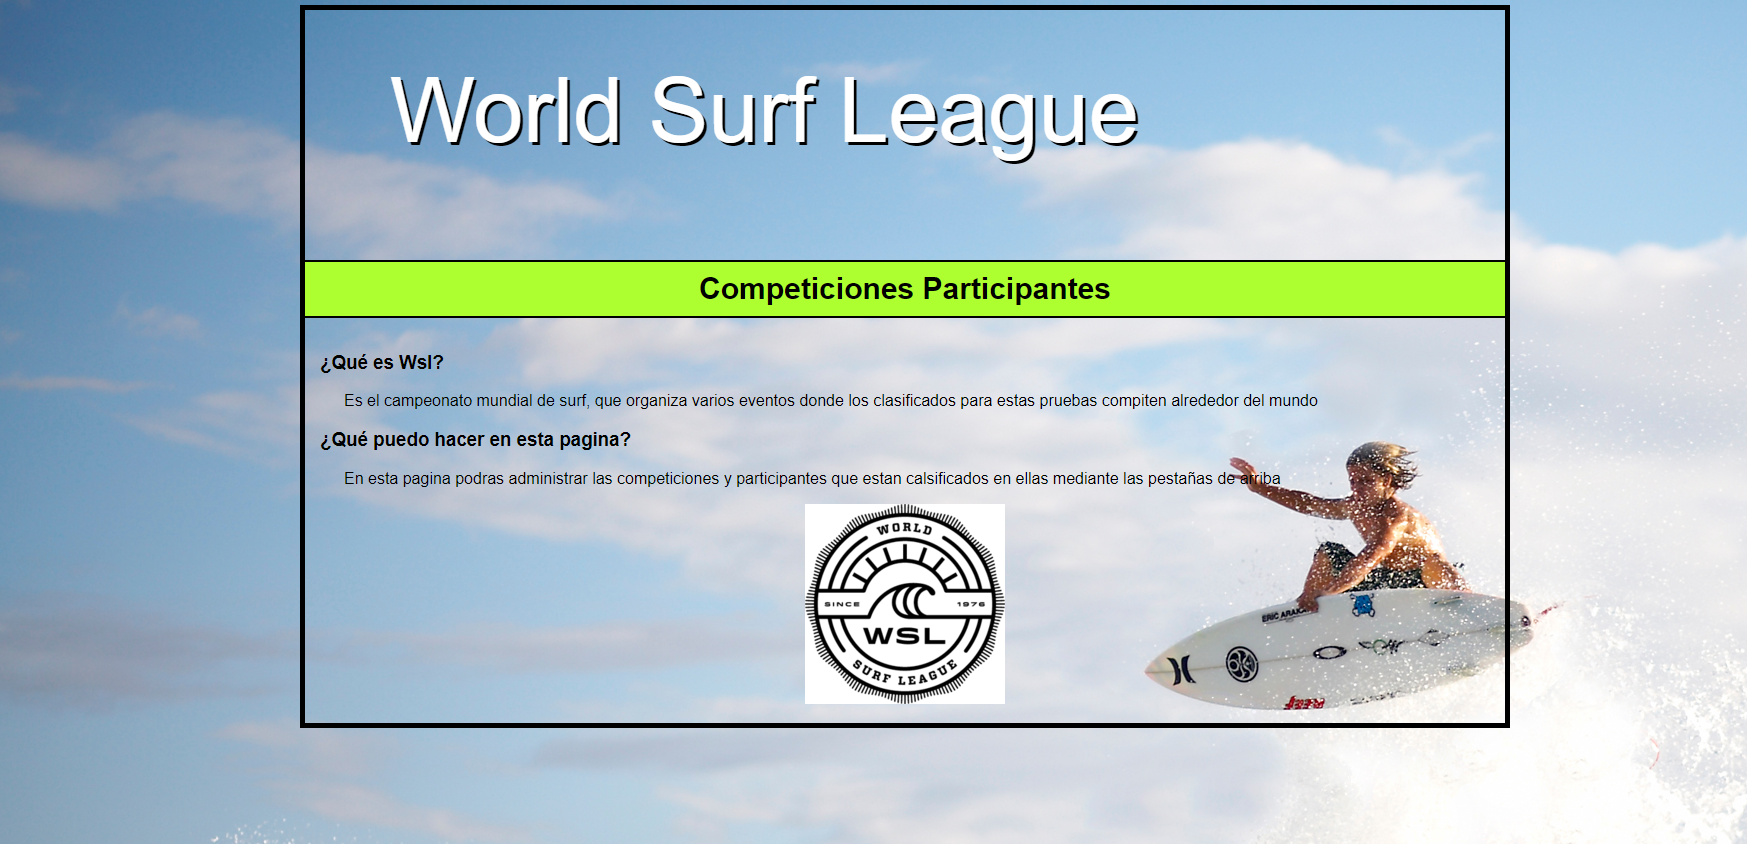 World Surf League
Competiciones Participantes
¿Qué es Wsl?
Es el campeonato mundial de surf, que organiza varios eventos donde los clasificados para estas pruebas compiten alrededor del mundo
¿Qué puedo hacer en esta pagina?
En esta pagina podras administrar las competiciones y participantes que estan calsificados en ellas mediante las pestañas de arriba
WORLD
SINCE 1976
WSL
SURF LEAGUE